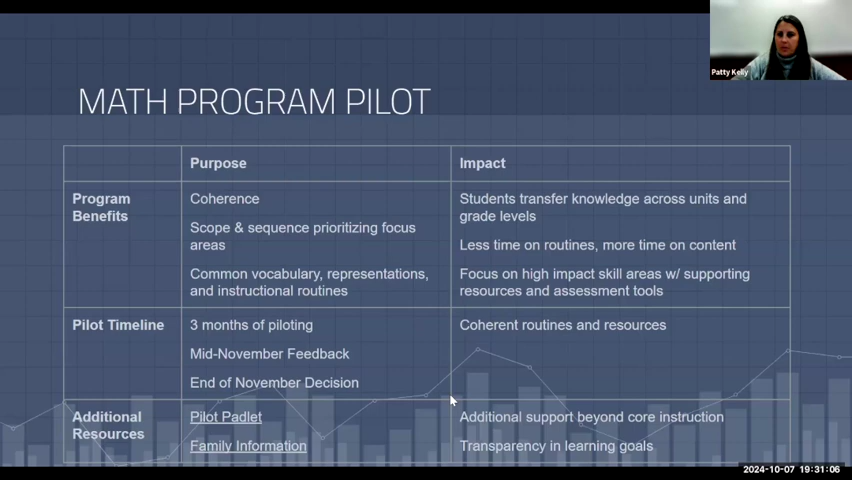 Patty Kelly
MATH PROGRAM PILOT
Purpose
Impact
Program
Benefits
Coherence
Scope & sequence prioritizing focus
areas
Common vocabulary, representations,
and instructional routines
Students transfer knowledge across units and
grade levels
Less time on routines, more time on content
Focus on high impact skill areas w/ supporting
resources and assessment tools
Pilot Timeline
3 months of piloting
Mid-November Feedback
End of November Decision
Coherent routines and resources
Additional
Resources
Pilot Padlet
Family Information
Additional support beyond core instruction
Transparency in learning goals
2024-10-07 19:31:06